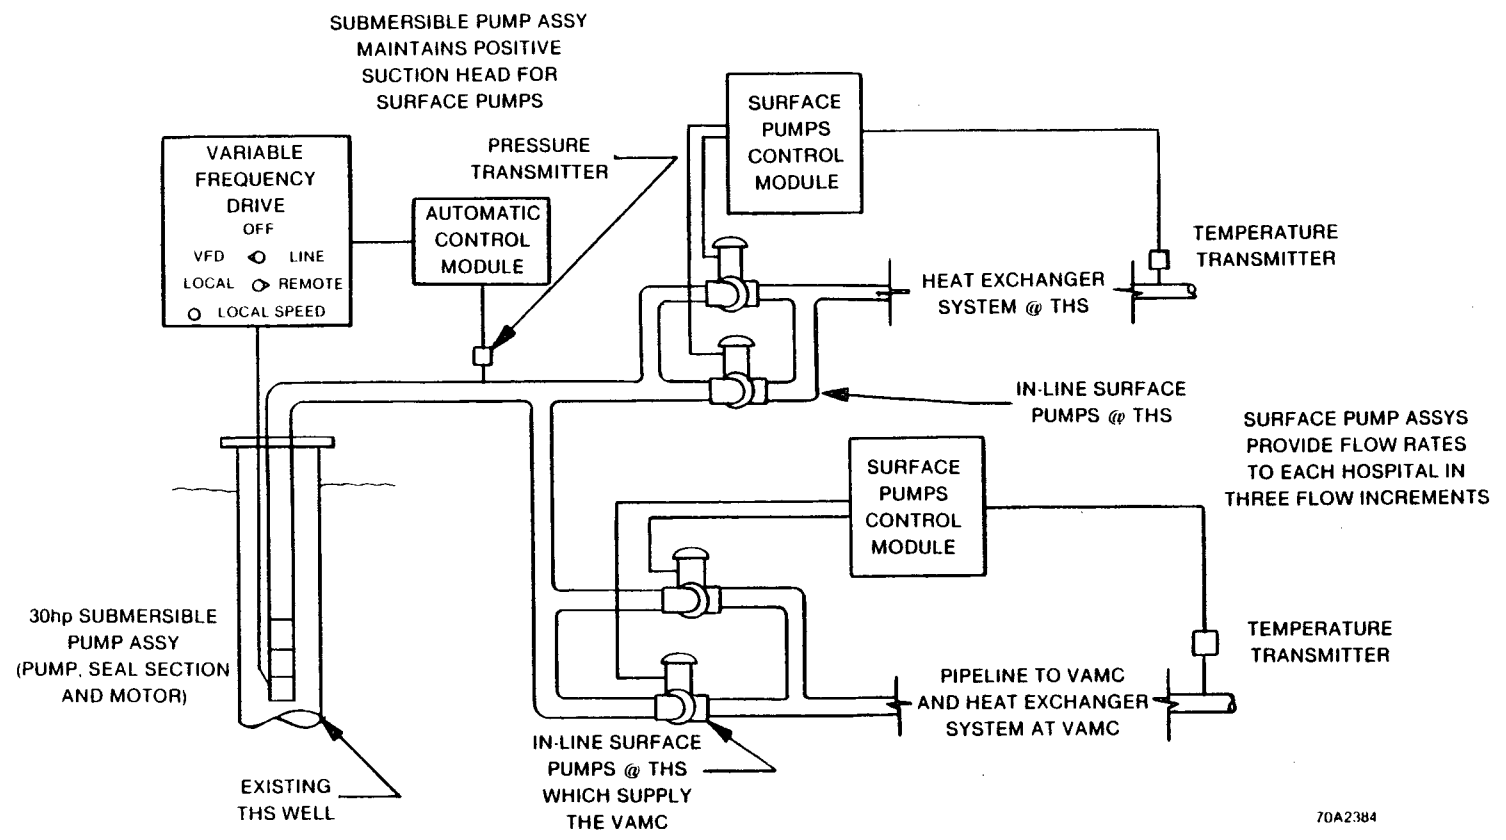 SUBMERSIBLE PUMP ASSY
MAINTAINS POSITIVE
SUCTION HEAD FOR
SURFACE PUMPS
VARIABLE
FREQUENCY
DRIVE
OFF
VFD LINE
LOCAL REMOTE
LOCAL SPEED
AUTOMATIC
CONTROL
MODULE
PRESSURE
TRANSMITTER
SURFACE
PUMPS
CONTROL
MODULE
TEMPERATURE
TRANSMITTER
HEAT EXCHANGER
SYSTEM @ THS
IN-LINE SURFACE
PUMPS @ THS
SURFACE PUMP ASSYS
PROVIDE FLOW RATES
TO EACH HOSPITAL IN
THREE FLOW INCREMENTS
SURFACE
PUMPS
CONTROL
MODULE
30hp SUBMERSIBLE
PUMP ASSY
(PUMP, SEAL SECTION
AND MOTOR)
TEMPERATURE
TRANSMITTER
PIPELINE TO VAMC
AND HEAT EXCHANGER
SYSTEM AT VAMC
IN-LINE SURFACE
PUMPS @ THS
WHICH SUPPLY
THE VAMC
EXISTING
THS WELL
70A2384